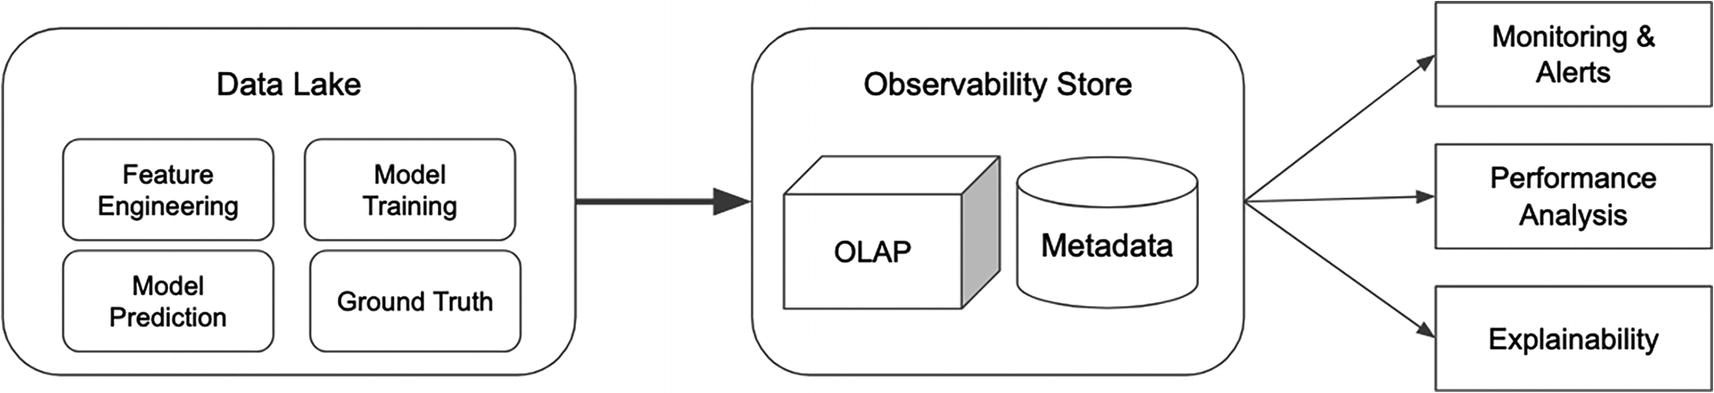 Data Lake
Feature
Engineering
Model
Training
Model
Prediction
Ground Truth
Observability Store
OLAP
Metadata
Monitoring &
Alerts
Performance
Analysis
Explainability